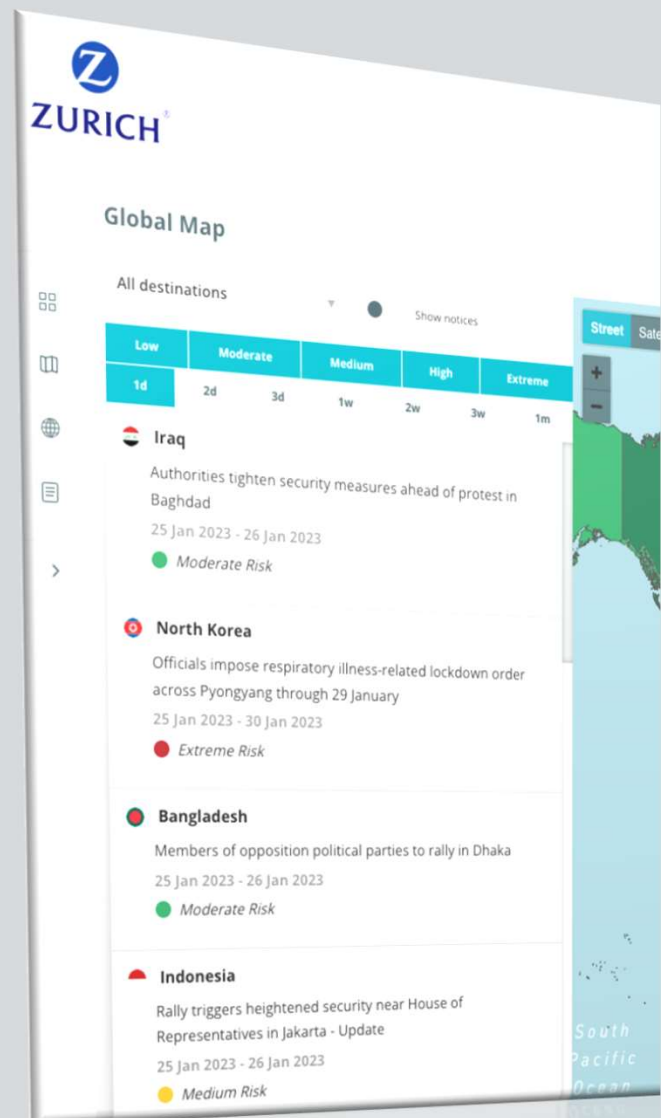 Z
ZURICH®
Global Map
All destinations
Show notices
Street
Low Moderate Medium High Extreme
1d 2d 3d 1w 2w 3w 1m
+
−
Iraq
Authorities tighten security measures ahead of protest in
Baghdad
25 Jan 2023 - 26 Jan 2023
Moderate Risk
North Korea
Officials impose respiratory illness-related lockdown order
across Pyongyang through 29 January
25 Jan 2023 - 30 Jan 2023
Extreme Risk
Bangladesh
Members of opposition political parties to rally in Dhaka
25 Jan 2023 - 26 Jan 2023
Moderate Risk
Indonesia
Rally triggers heightened security near House of
Representatives in Jakarta - Update
25 Jan 2023 - 26 Jan 2023
Medium Risk
South
Pacific
Ocean